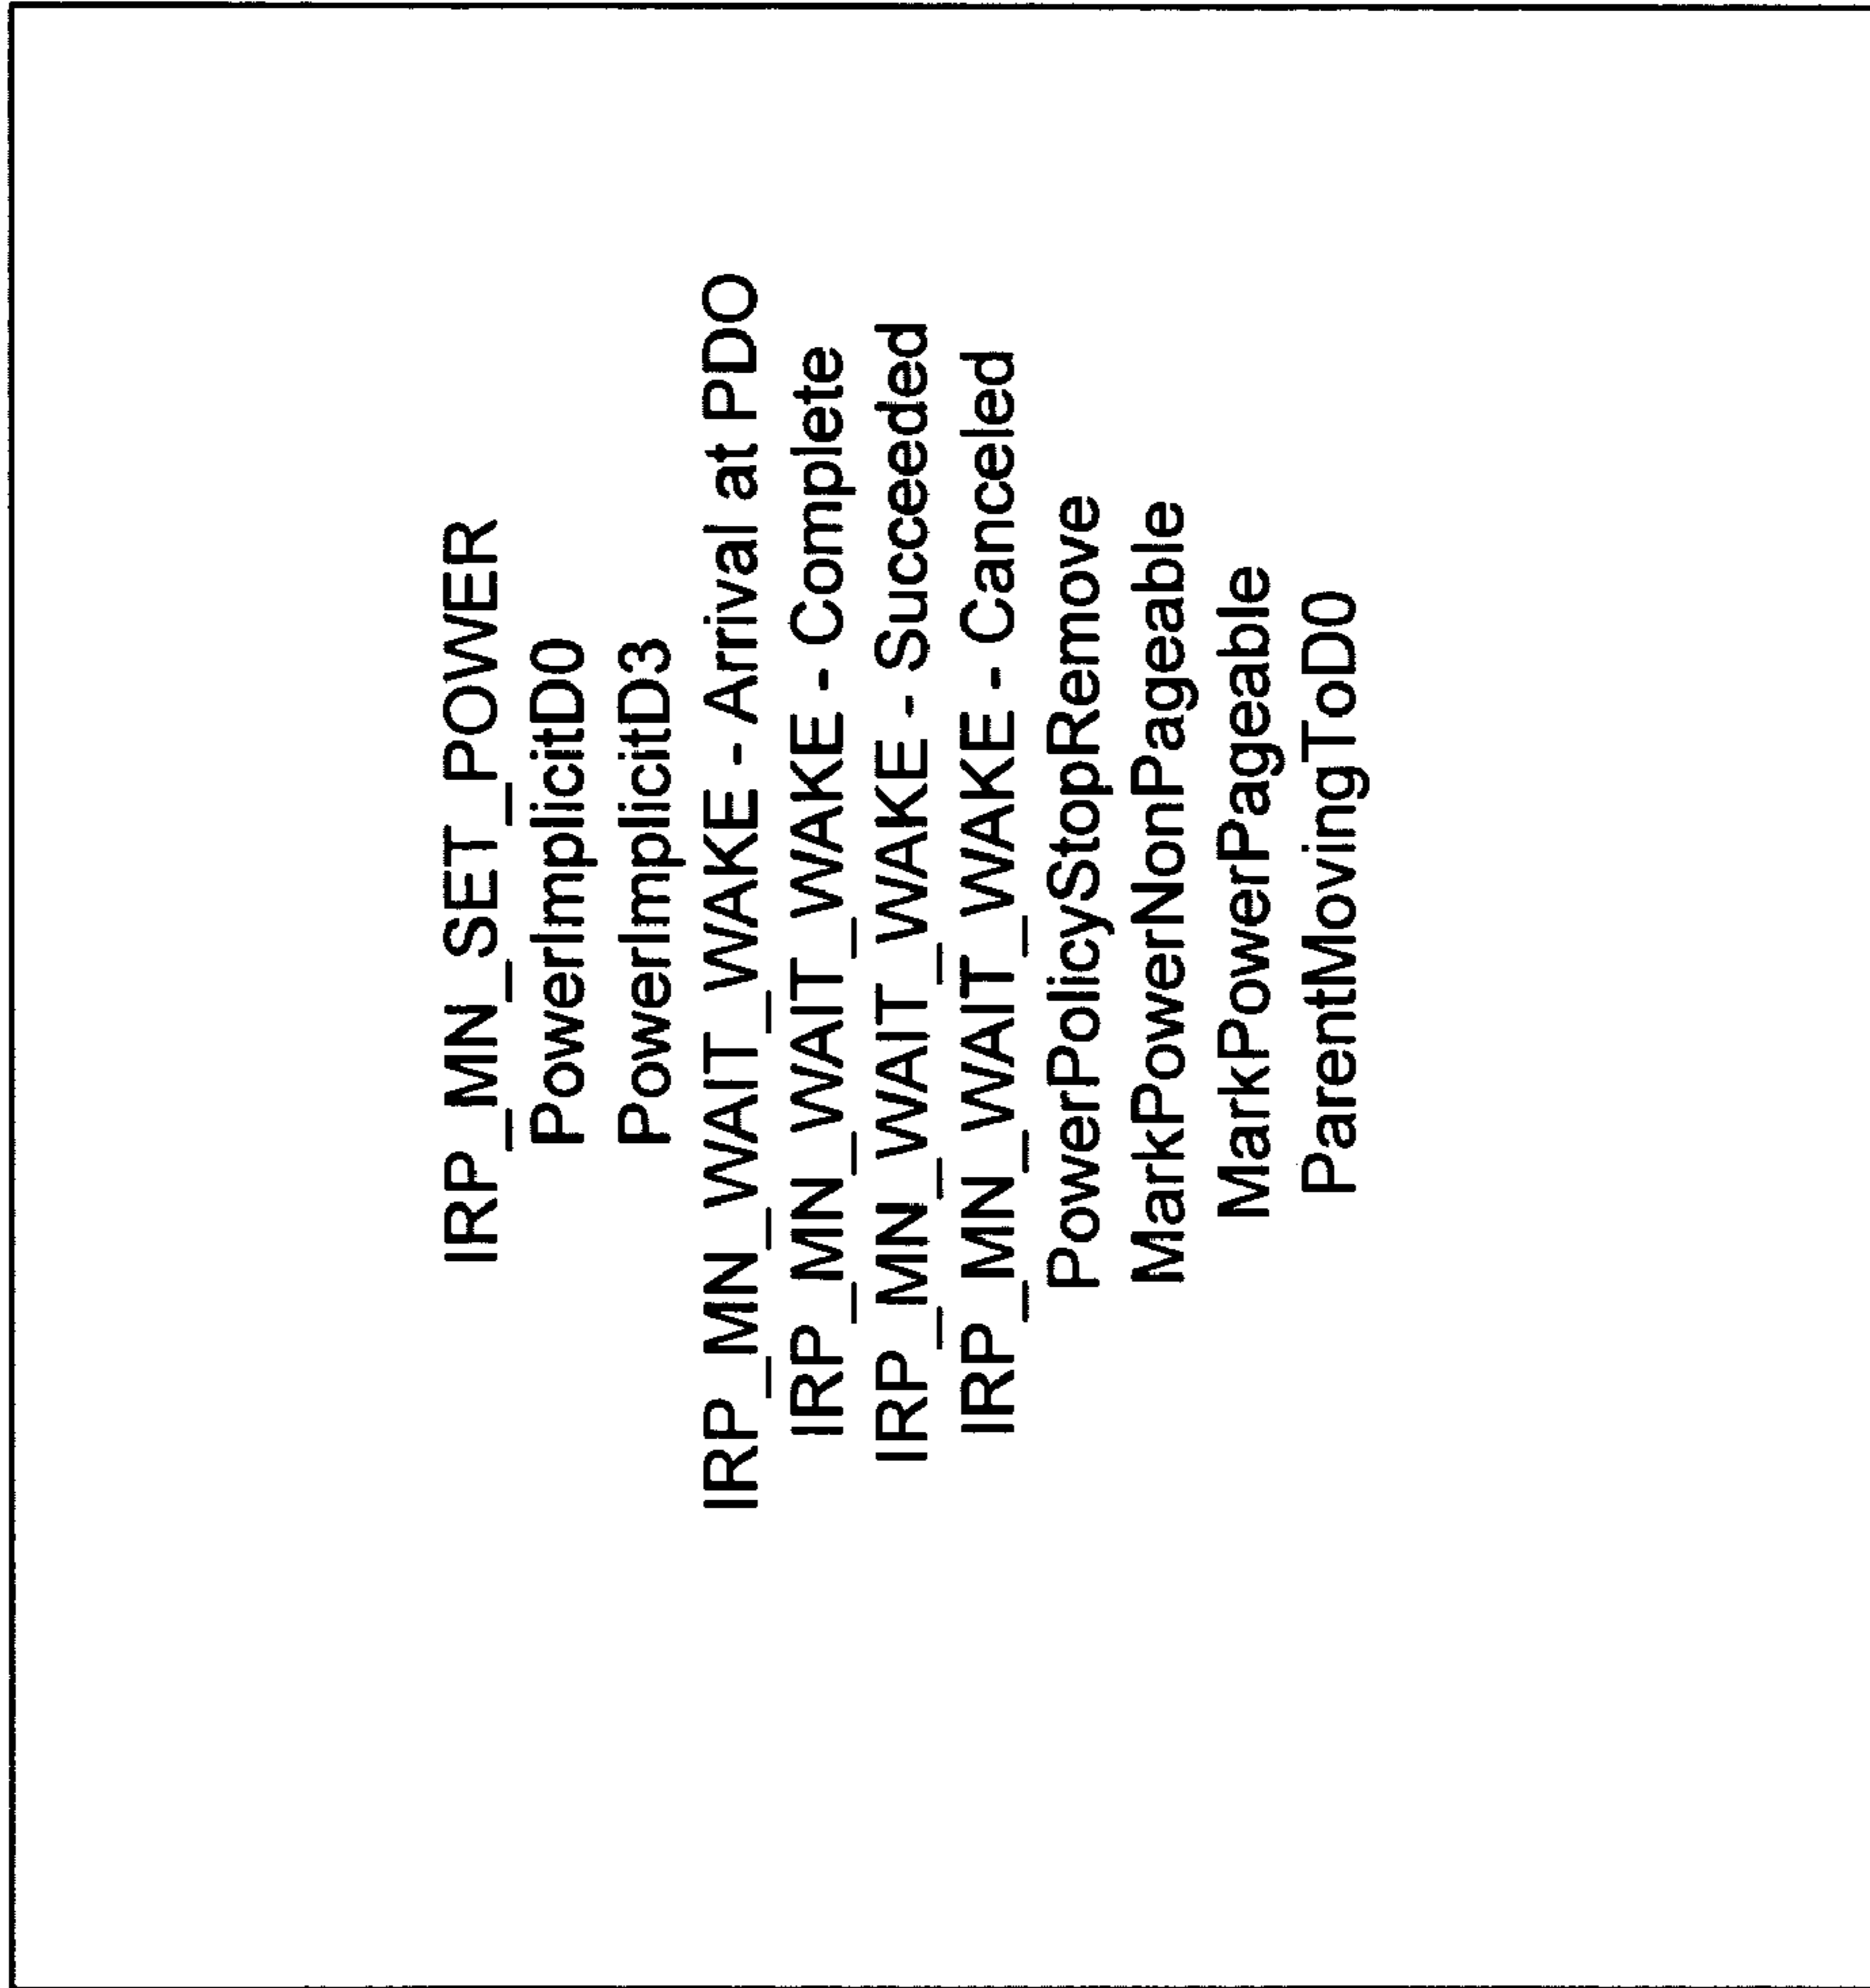 IRP_MN_SET_POWER
PowerImplicitD0
PowerImplicitD3
IRP_MN_WAIT_WAKE - Arrival at PDO
IRP_MN_WAIT_WAKE - Complete
IRP_MN_WAIT_WAKE - Succeeded
IRP_MN_WAIT_WAKE - Canceled
PowerPolicyStopRemove
MarkPowerNonPageable
MarkPowerPageable
ParentMovingToD0